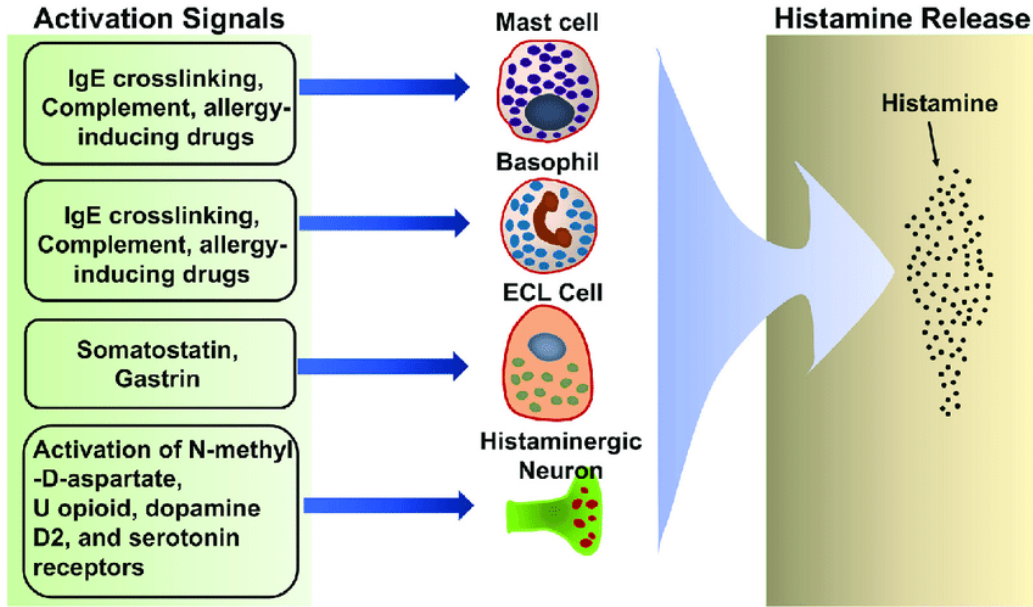 Activation Signals
IgE crosslinking,
Complement, allergy-
inducing drugs
IgE crosslinking,
Complement, allergy-
inducing drugs
Somatostatin,
Gastrin
Activation of N-methyl
-D-aspartate,
U opioid, dopamine
D2, and serotonin
receptors
Mast cell
Basophil
ECL Cell
Histaminergic
Neuron
Histamine Release
Histamine